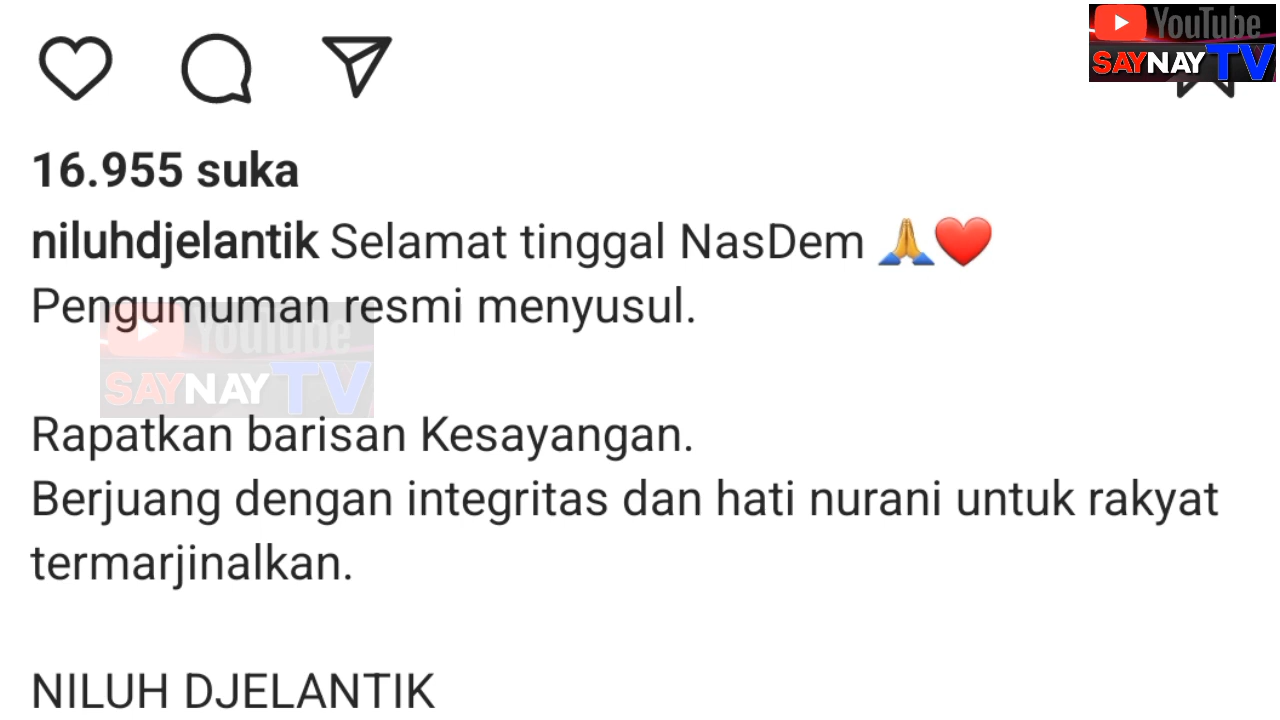 YouTube
SAYNAY TV
16.955 suka
niluhdjelantik Selamat tinggal NasDem 🙏❤️
Pengumuman resmi menyusul.
YouTube
SAYNAY TV
Rapatkan barisan Kesayangan.
Berjuang dengan integritas dan hati nurani untuk rakyat
termarjinalkan.
NILUH DJELANTIK